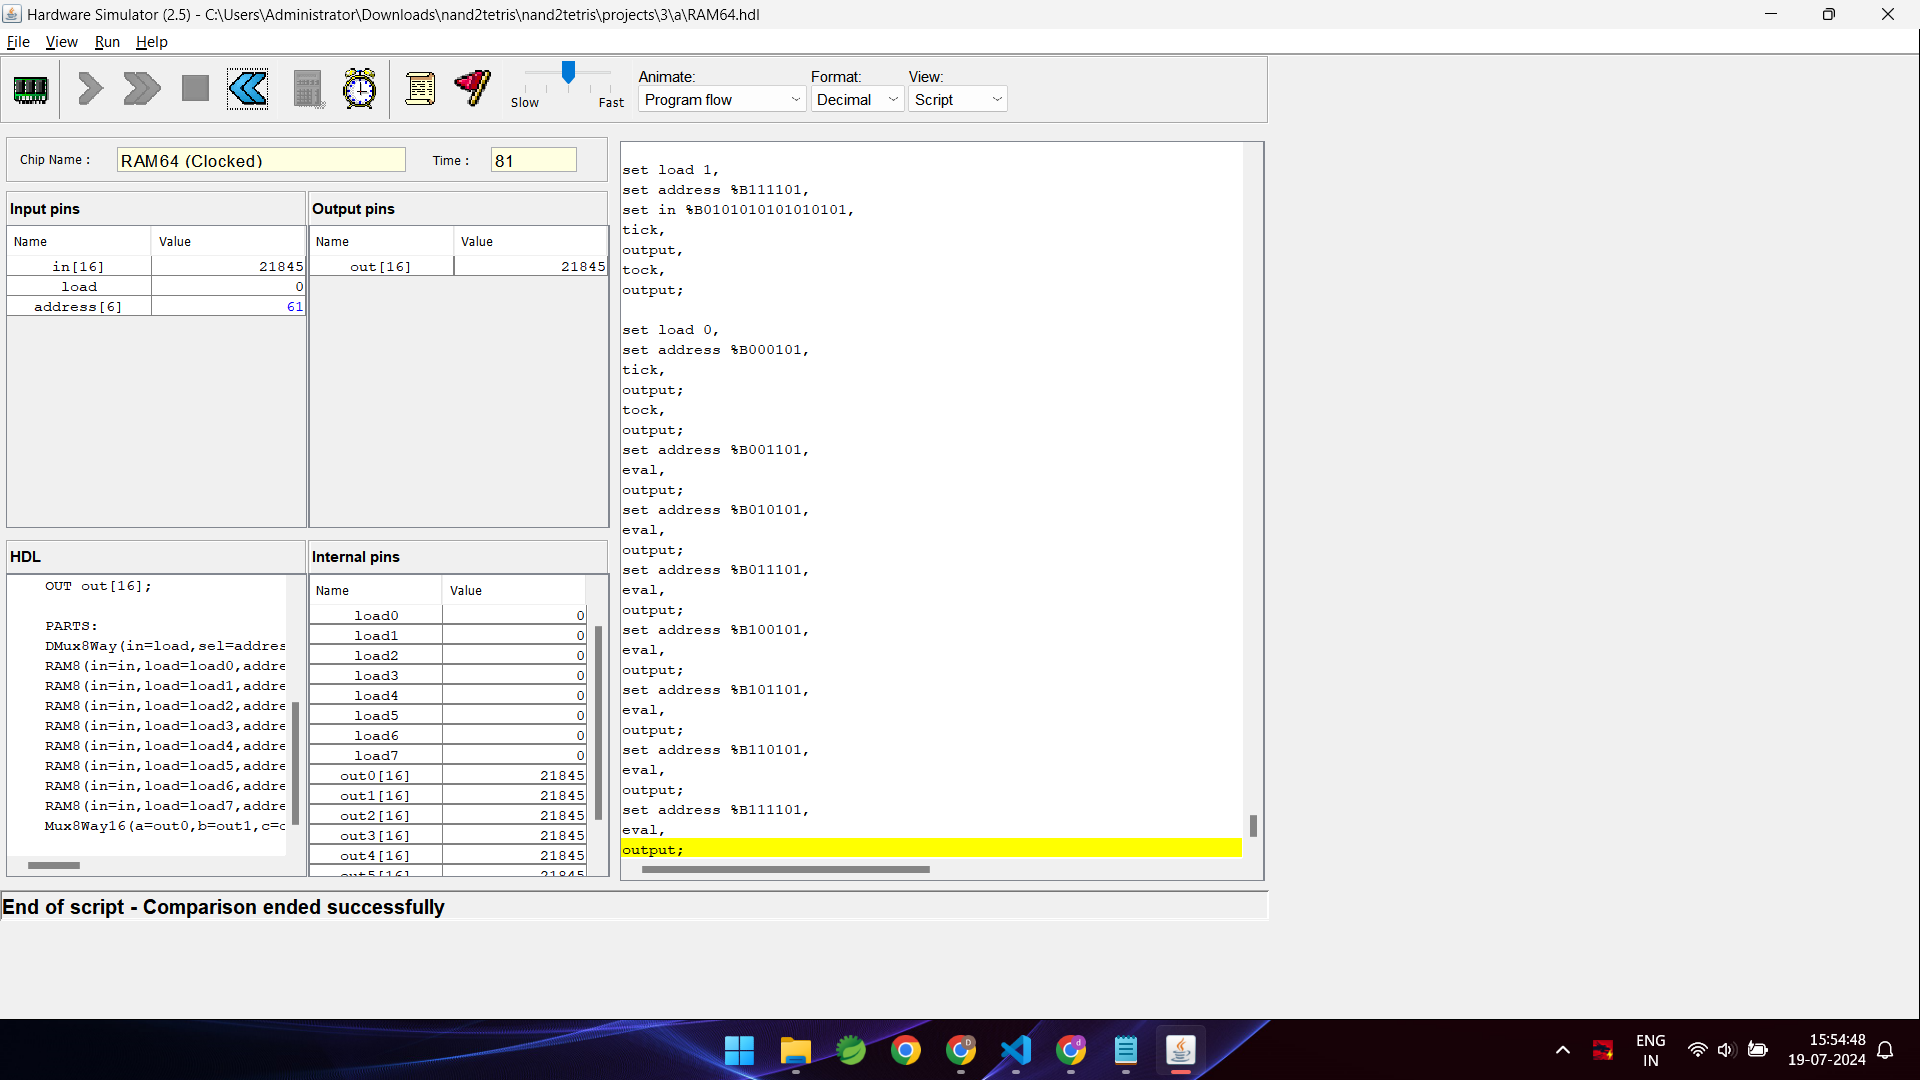 Hardware Simulator (2.5) - C:\Users\Administrator\Downloads\nand2tetris\nand2tetris\projects\3\a\RAM64.hdl
File View Run Help
Slow Fast
Animate: Format: View:
Program flow Decimal Script
Chip Name : RAM64 (Clocked) Time : 81
Input pins
Name Value
in[16] 21845
load 0
address[6] 61
Output pins
Name Value
out[16] 21845
HDL
OUT out[16];
PARTS:
DMux8Way(in=load,sel=addres
RAM8(in=in,load=load0,addre
RAM8(in=in,load=load1,addre
RAM8(in=in,load=load2,addre
RAM8(in=in,load=load3,addre
RAM8(in=in,load=load4,addre
RAM8(in=in,load=load5,addre
RAM8(in=in,load=load6,addre
RAM8(in=in,load=load7,addre
Mux8Way16(a=out0,b=out1,c=o
Internal pins
Name Value
load0 0
load1 0
load2 0
load3 0
load4 0
load5 0
load6 0
load7 0
out0[16] 21845
out1[16] 21845
out2[16] 21845
out3[16] 21845
out4[16] 21845
out5[16] 21845
set load 1,
set address %B111101,
set in %B0101010101010101,
tick,
output,
tock,
output;
set load 0,
set address %B000101,
tick,
output;
tock,
output;
set address %B001101,
eval,
output;
set address %B010101,
eval,
output;
set address %B011101,
eval,
output;
set address %B100101,
eval,
output;
set address %B101101,
eval,
output;
set address %B110101,
eval,
output;
set address %B111101,
eval,
output;
End of script - Comparison ended successfully
ENG
IN
15:54:48
19-07-2024